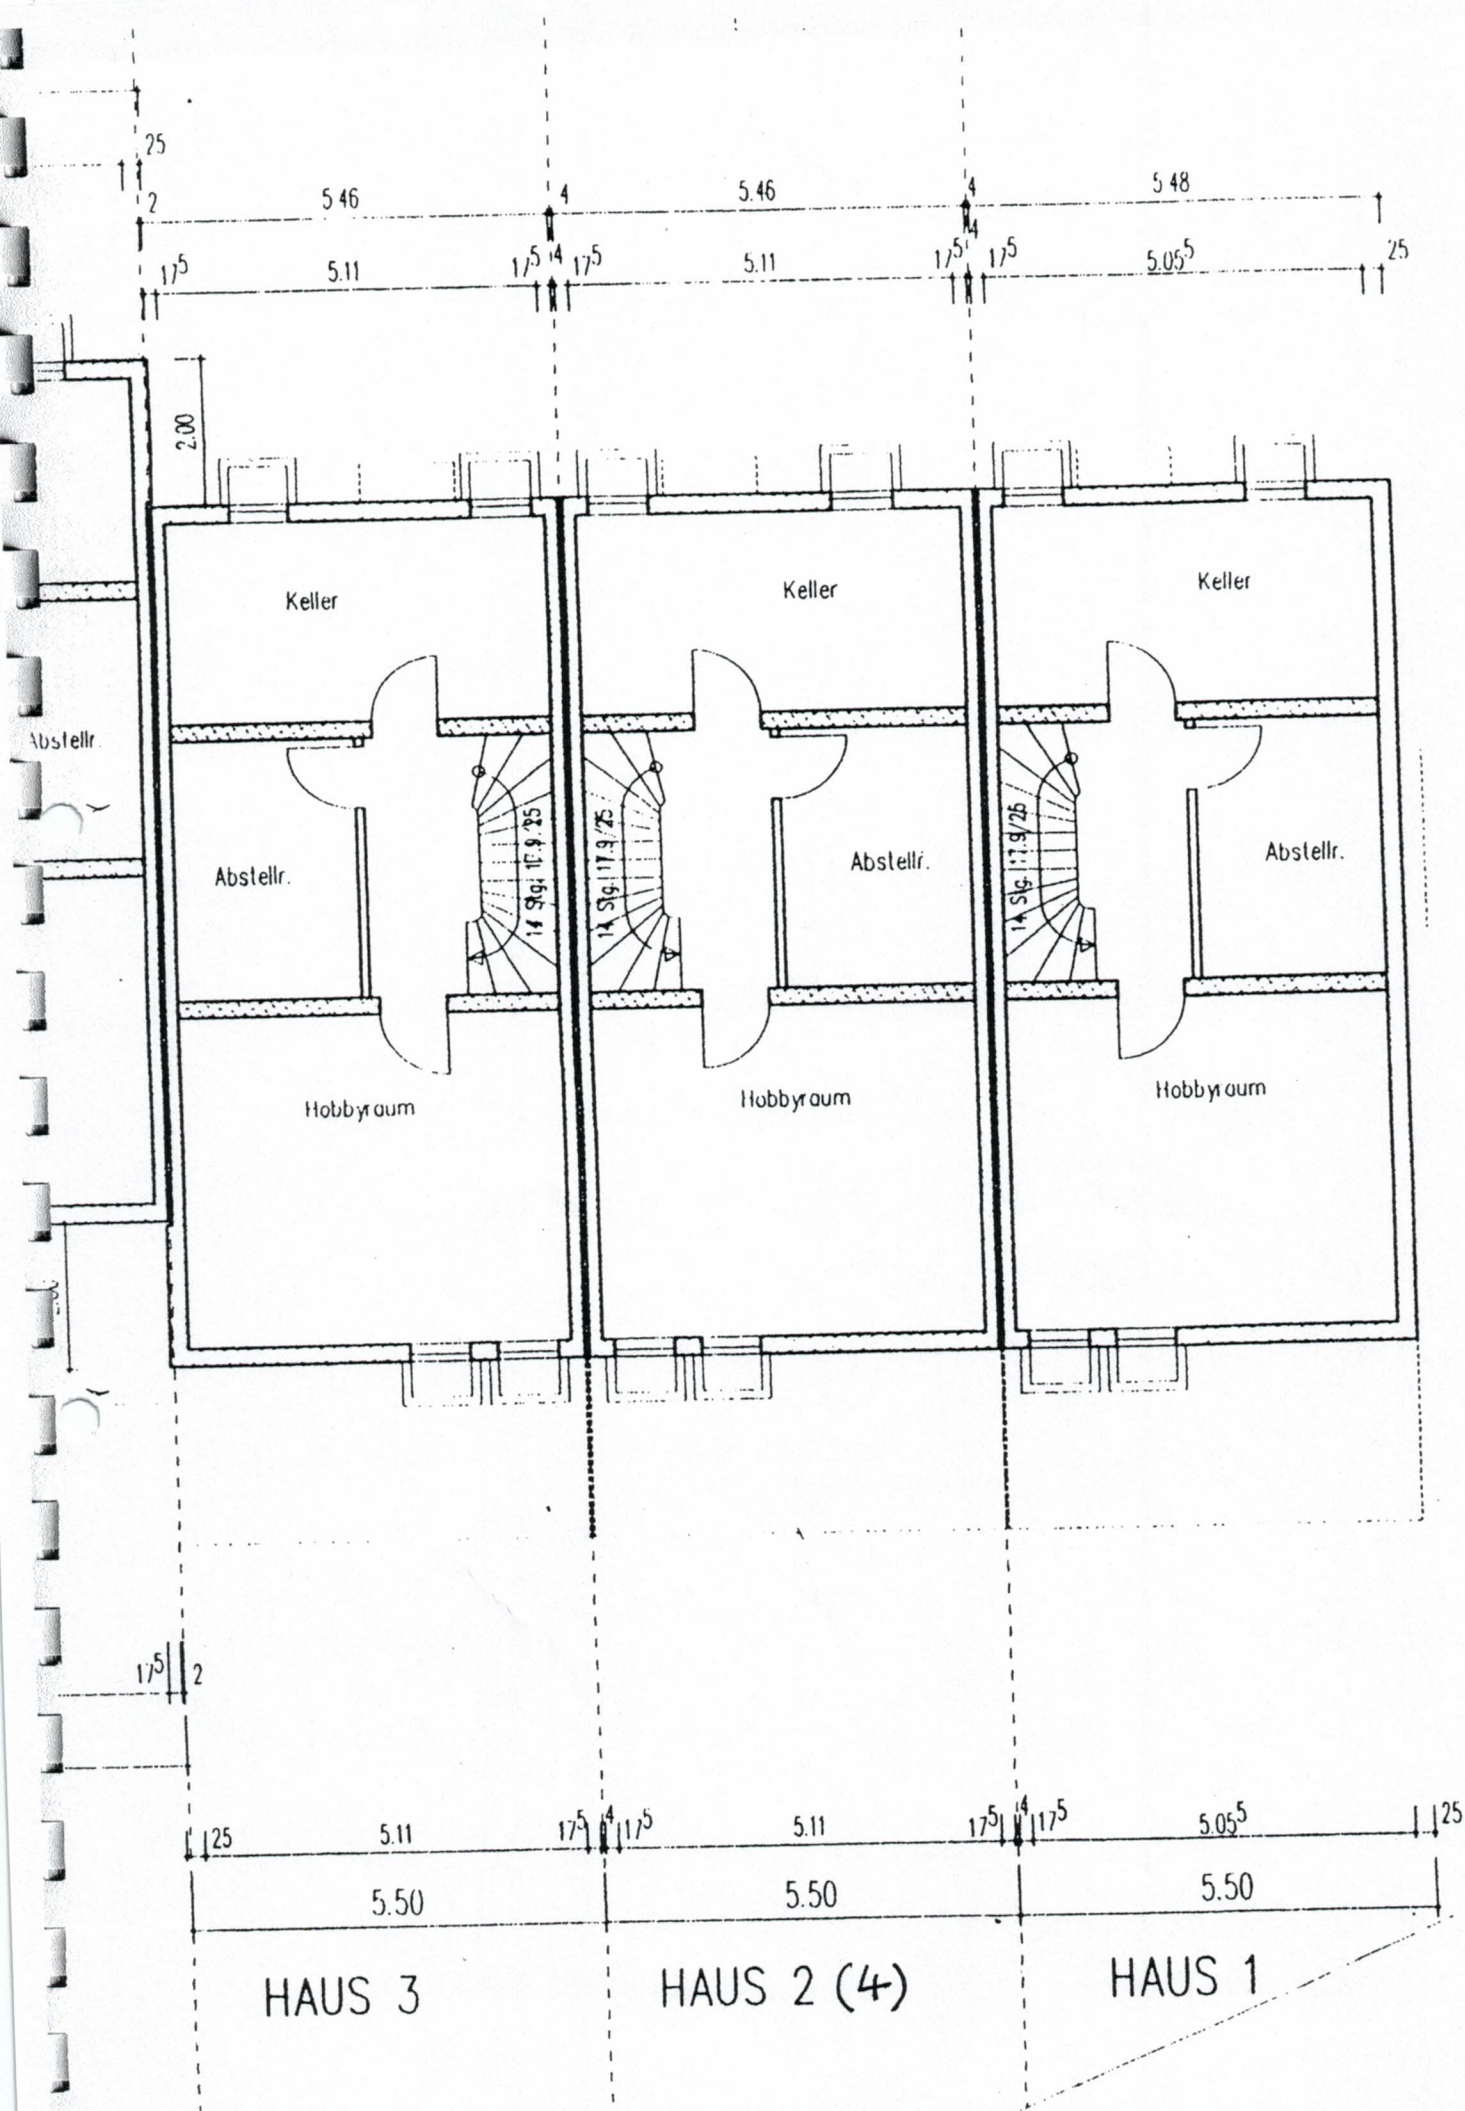 25
2 5 46 4 5.46 4 5 48
17⁵ 5.11 17⁵ 4 17⁵ 5.11 17⁵ 4 17⁵ 5.05⁵ 25
2.00
Keller Keller Keller
Abstellr.
Abstellr. 14 Stg. 17.9/25 14 Stg. 17.9/25 Abstellr. 14 Stg. 17.9/25 Abstellr.
Hobbyraum Hobbyraum Hobbyraum
17⁵ 2
25 5.11 17⁵ 4 17⁵ 5.11 17⁵ 4 17⁵ 5.05⁵ 25
5.50 5.50 5.50
HAUS 3 HAUS 2 (4) HAUS 1